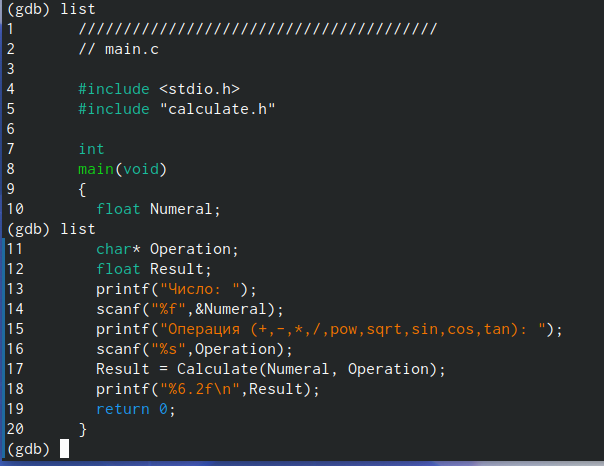 (gdb) list
1       ////////////////////////////////////////
2       // main.c
3
4       #include <stdio.h>
5       #include "calculate.h"
6
7       int
8       main(void)
9       {
10        float Numeral;
(gdb) list
11        char* Operation;
12        float Result;
13        printf("Число: ");
14        scanf("%f",&Numeral);
15        printf("Операция (+,-,*,/,pow,sqrt,sin,cos,tan): ");
16        scanf("%s",Operation);
17        Result = Calculate(Numeral, Operation);
18        printf("%6.2f\n",Result);
19        return 0;
20      }
(gdb)